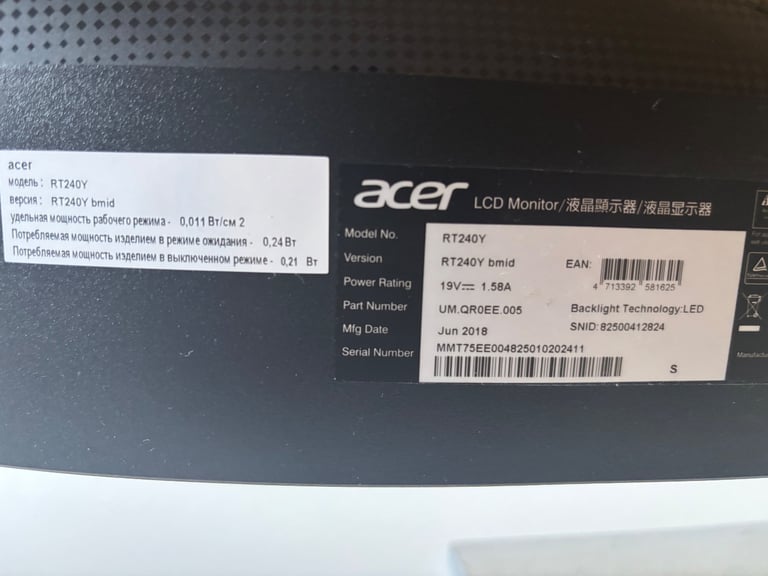 acer
модель: RT240Y
версия: RT240Y bmid
удельная мощность рабочего режима - 0,011 Вт/см 2
Потребляемая мощность изделием в режиме ожидания - 0,24 Вт
Потребляемая мощность изделием в выключенном режиме - 0,21 Вт
acer LCD Monitor/液晶顯示器/液晶显示器
Model No. RT240Y
Version RT240Y bmid EAN:
4 713392 581625
Power Rating 19V⎓ 1.58A
Part Number UM.QR0EE.005 Backlight Technology:LED
Mfg Date Jun 2018 SNID:82500412824
Serial Number MMT75EE004825010202411
S